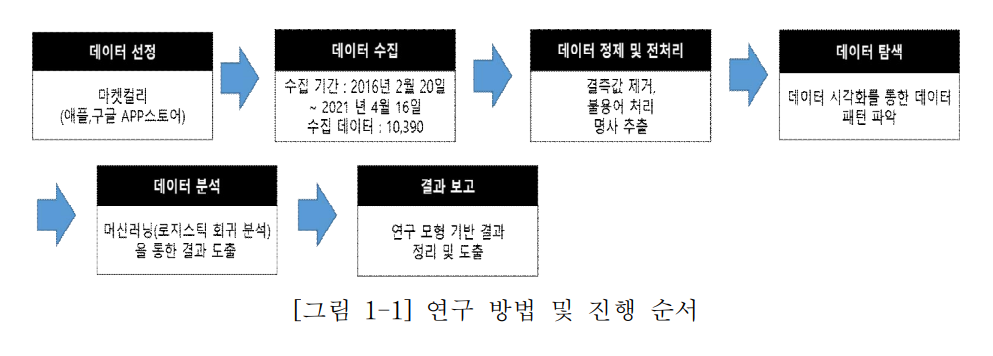 데이터 선정
마켓컬리
(애플,구글 APP스토어)
데이터 수집
수집 기간 : 2016년 2월 20일
~ 2021 년 4월 16일
수집 데이터 : 10,390
데이터 정제 및 전처리
결측값 제거,
불용어 처리
명사 추출
데이터 탐색
데이터 시각화를 통한 데이터
패턴 파악
데이터 분석
머신러닝(로지스틱 회귀 분석)
을 통한 결과 도출
결과 보고
연구 모형 기반 결과
정리 및 도출
[그림 1-1] 연구 방법 및 진행 순서